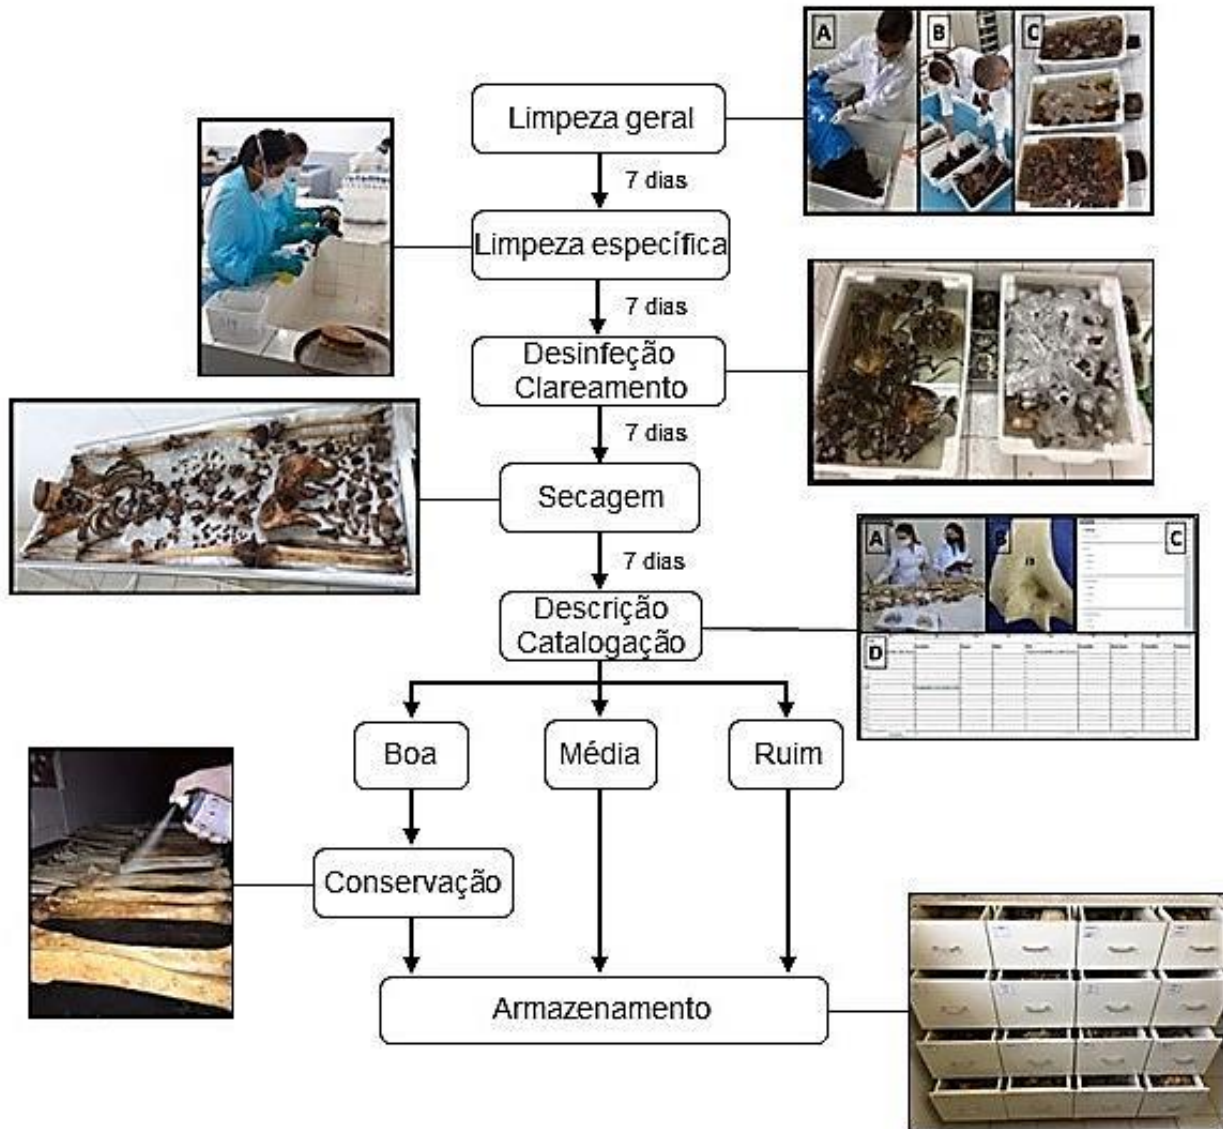 A
B
C
Limpeza geral
7 dias
Limpeza específica
7 dias
Desinfeção
Clareamento
7 dias
Secagem
7 dias
A
B
C
Descrição
Catalogação
D
Boa
Média
Ruim
Conservação
Armazenamento